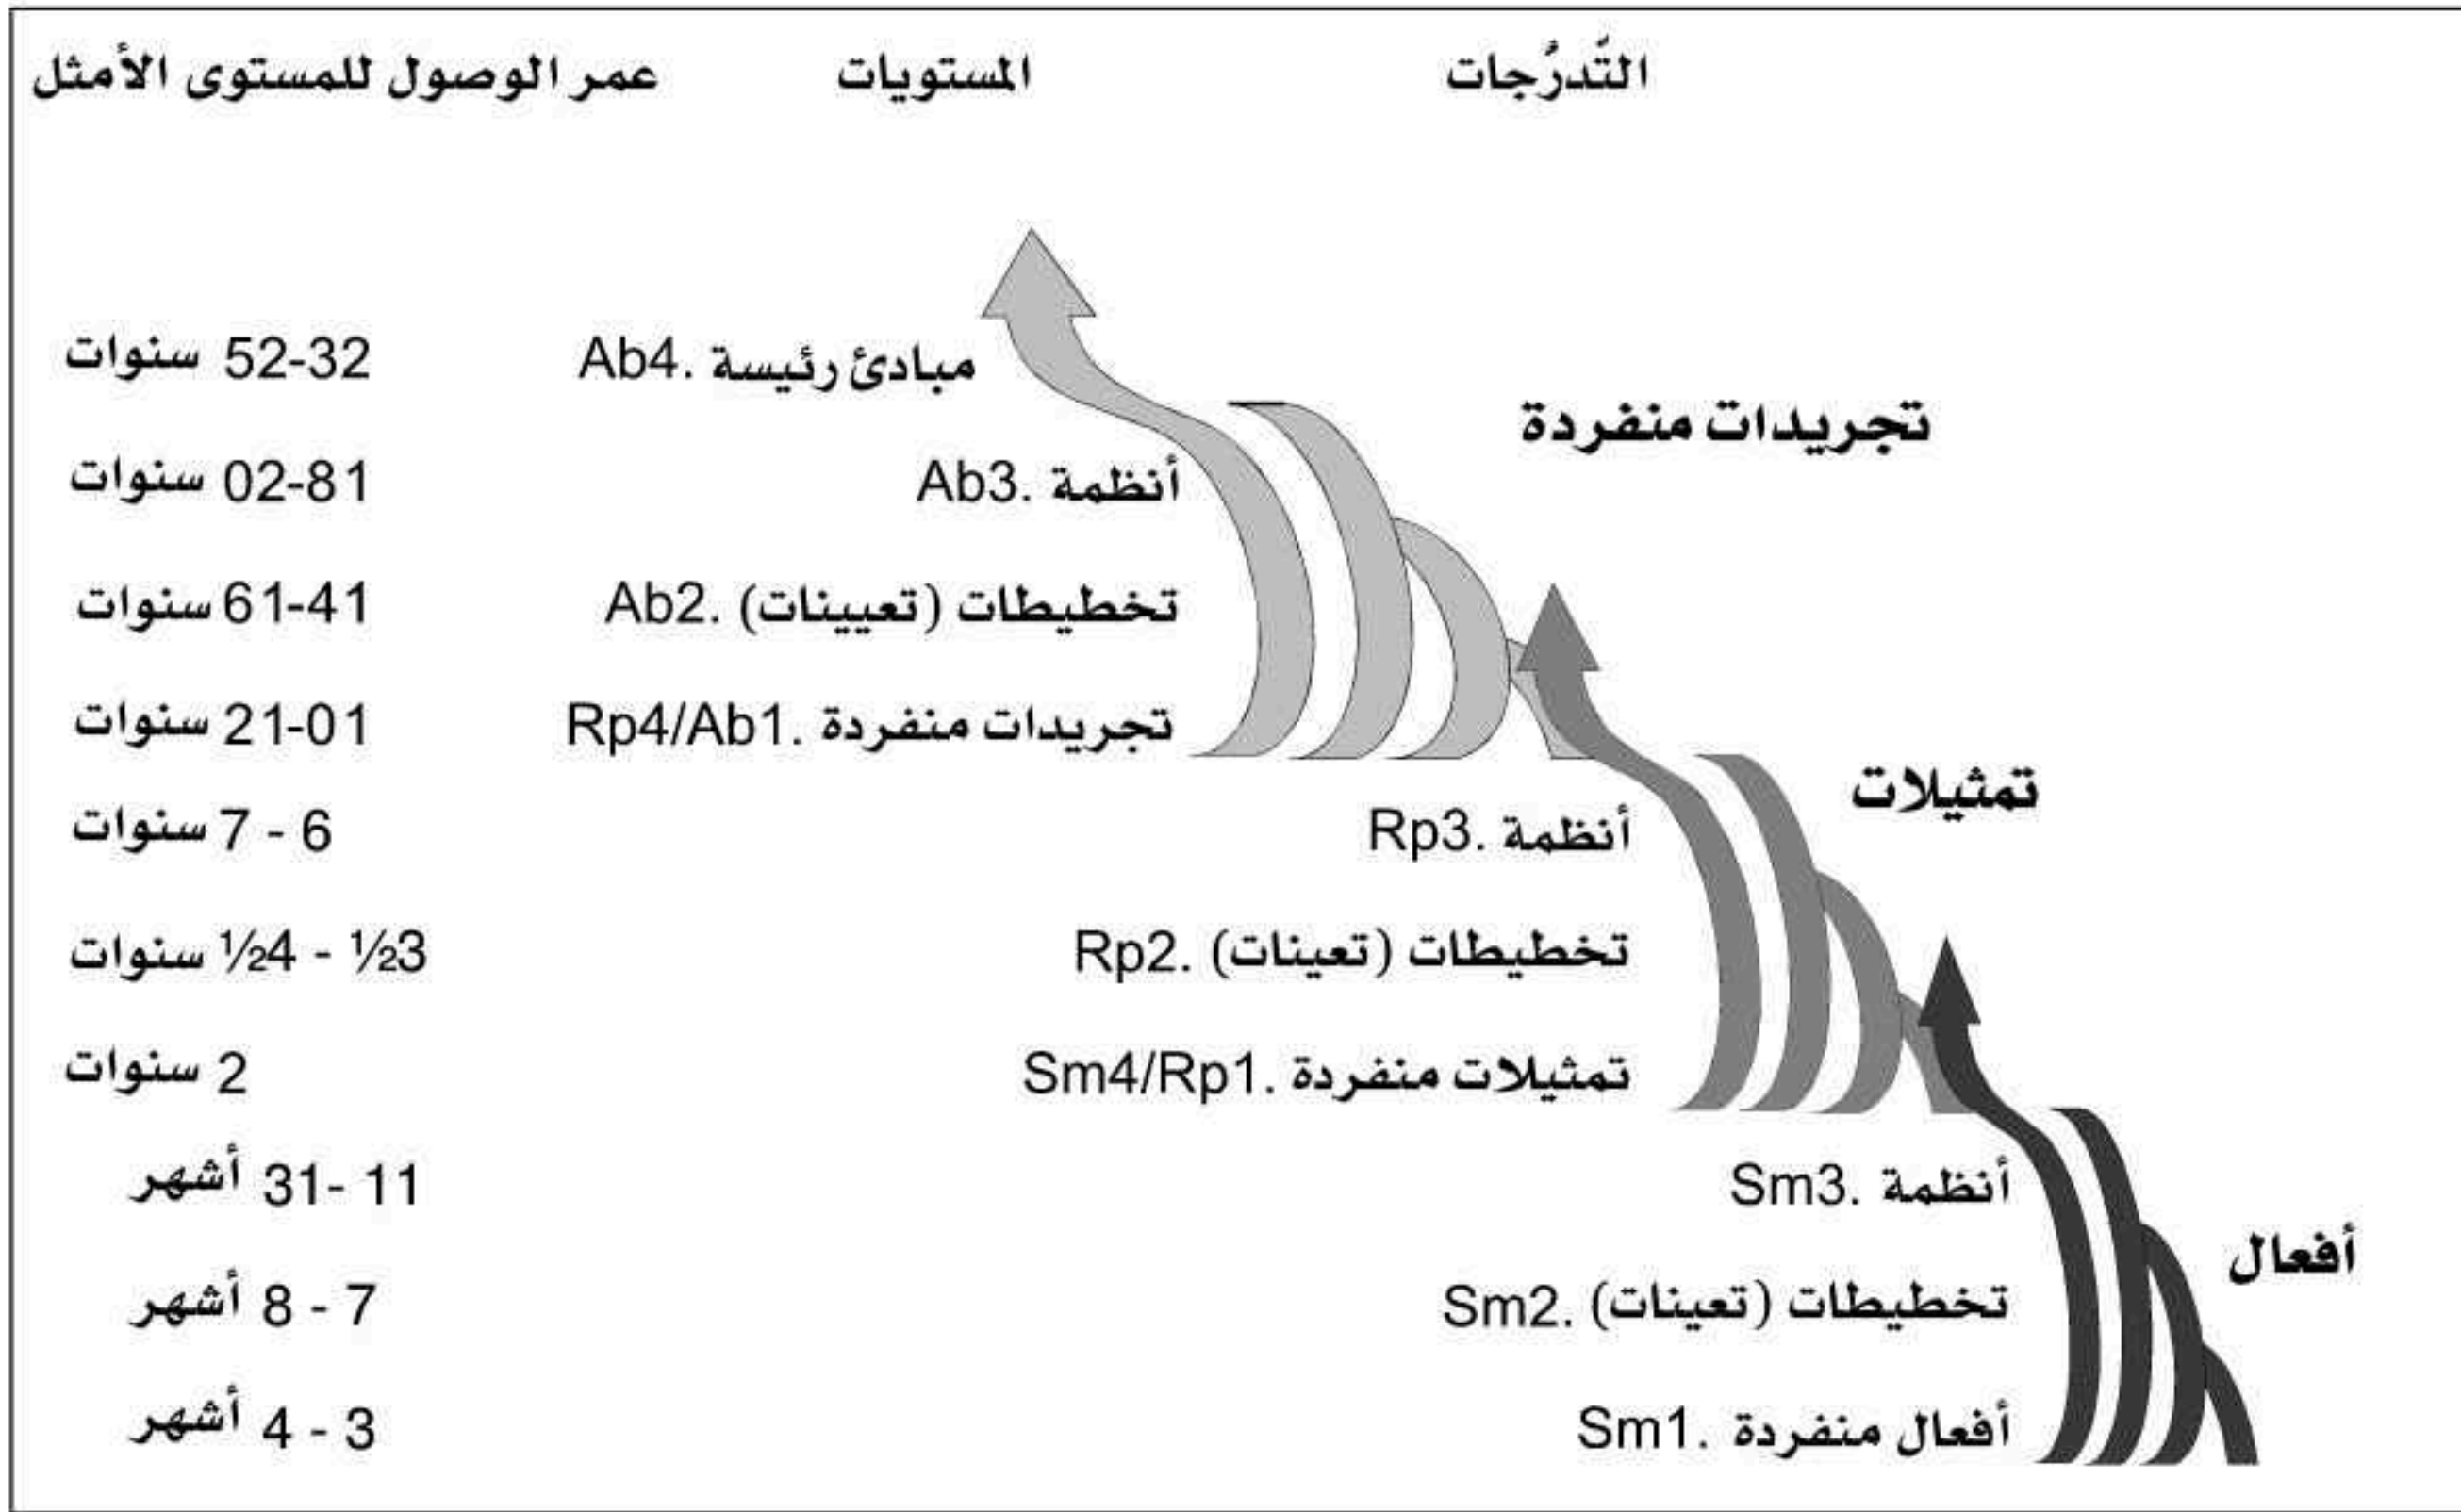 التَّدرُجات المستويات عمر الوصول للمستوى الأمثل
Ab4. مبادئ رئيسة 52-32 سنوات
تجريدات منفردة
Ab3. أنظمة 02-81 سنوات
Ab2. تخطيطات (تعيينات) 61-41 سنوات
Rp4/Ab1. تجريدات منفردة 21-01 سنوات
تمثيلات
Rp3. أنظمة 7 - 6 سنوات
Rp2. تخطيطات (تعينات) ½4 - ½3 سنوات
Sm4/Rp1. تمثيلات منفردة 2 سنوات
Sm3. أنظمة 31- 11 أشهر
أفعال
Sm2. تخطيطات (تعينات) 8 - 7 أشهر
Sm1. أفعال منفردة 4 - 3 أشهر